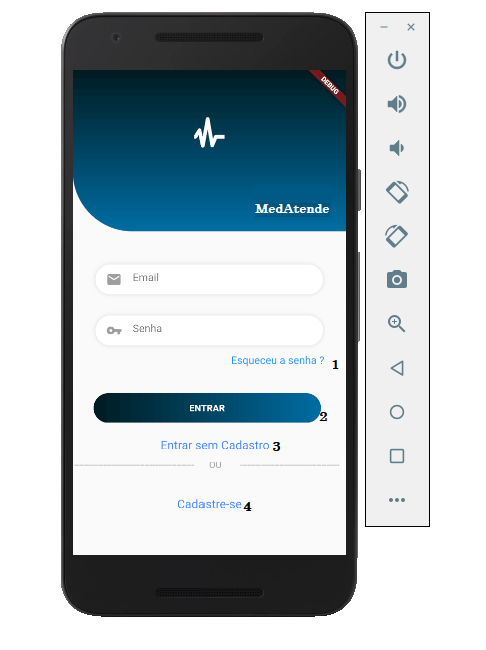 DEBUG
MedAtende
Email
Senha
Esqueceu a senha ? 1
ENTRAR 2
Entrar sem Cadastro 3
OU
Cadastre-se 4